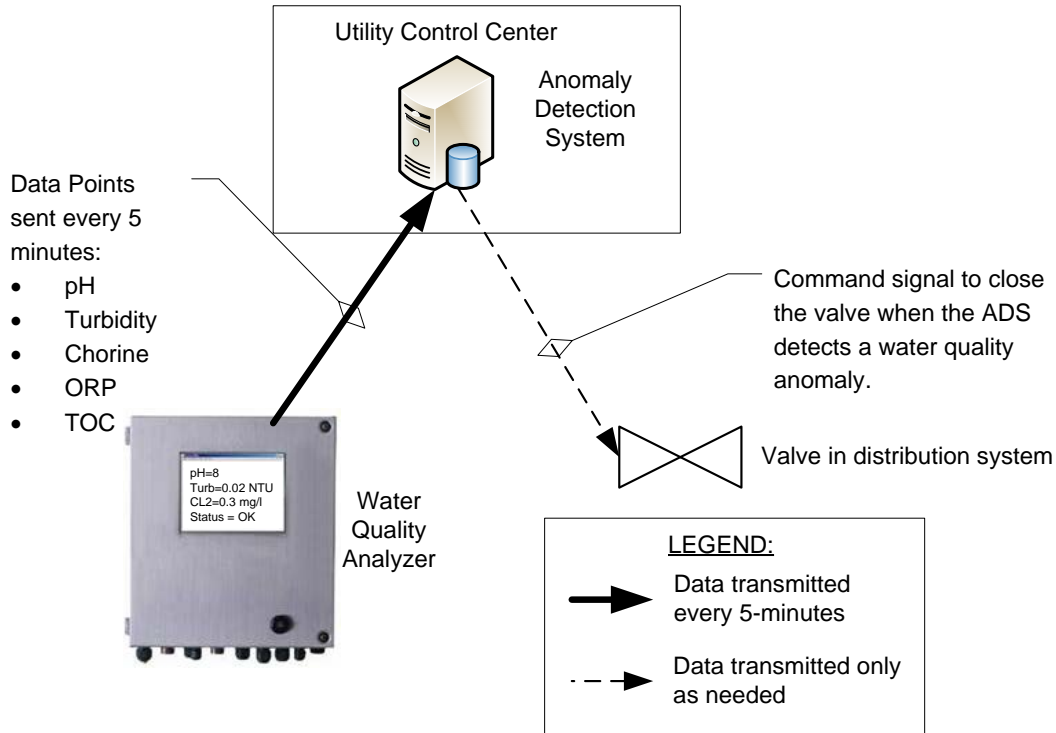 Utility Control Center
Anomaly
Detection
System
Data Points
sent every 5
minutes:
• pH
• Turbidity
• Chorine
• ORP
• TOC
Command signal to close
the valve when the ADS
detects a water quality
anomaly.
Valve in distribution system
pH=8
Turb=0.02 NTU
CL2=0.3 mg/l
Status = OK
Water
Quality
Analyzer
LEGEND:
Data transmitted
every 5-minutes
Data transmitted only
as needed